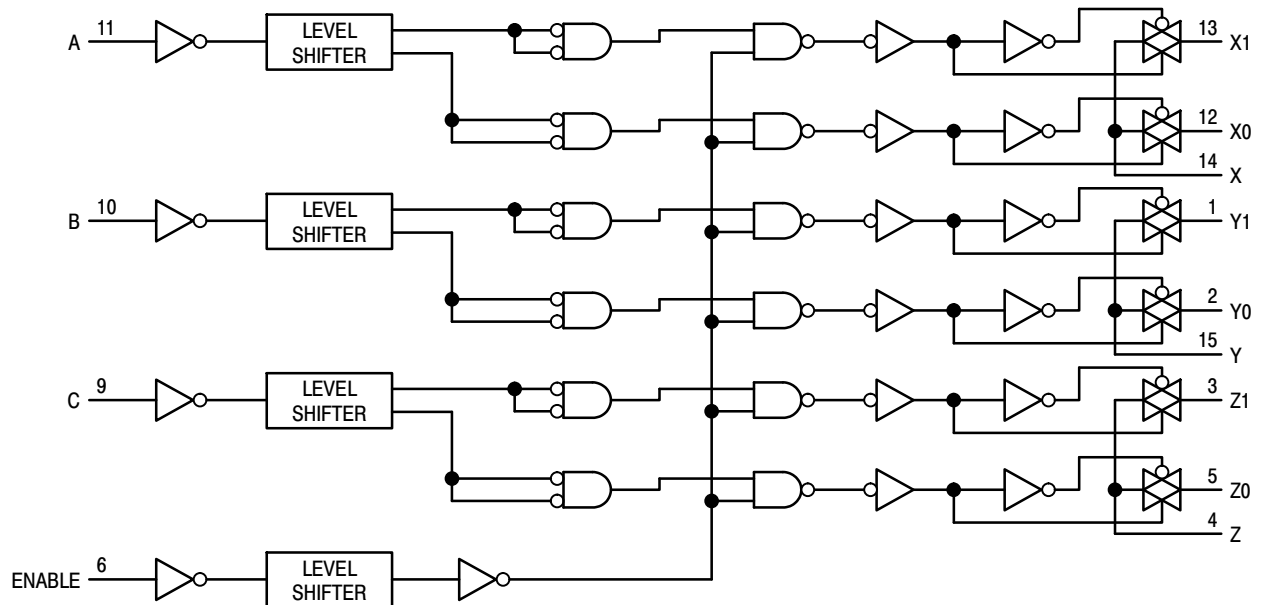 A 11 LEVEL
SHIFTER 13 X1
12 X0
14 X
B 10 LEVEL
SHIFTER 1 Y1
2 Y0
15 Y
C 9 LEVEL
SHIFTER 3 Z1
5 Z0
4 Z
ENABLE 6 LEVEL
SHIFTER